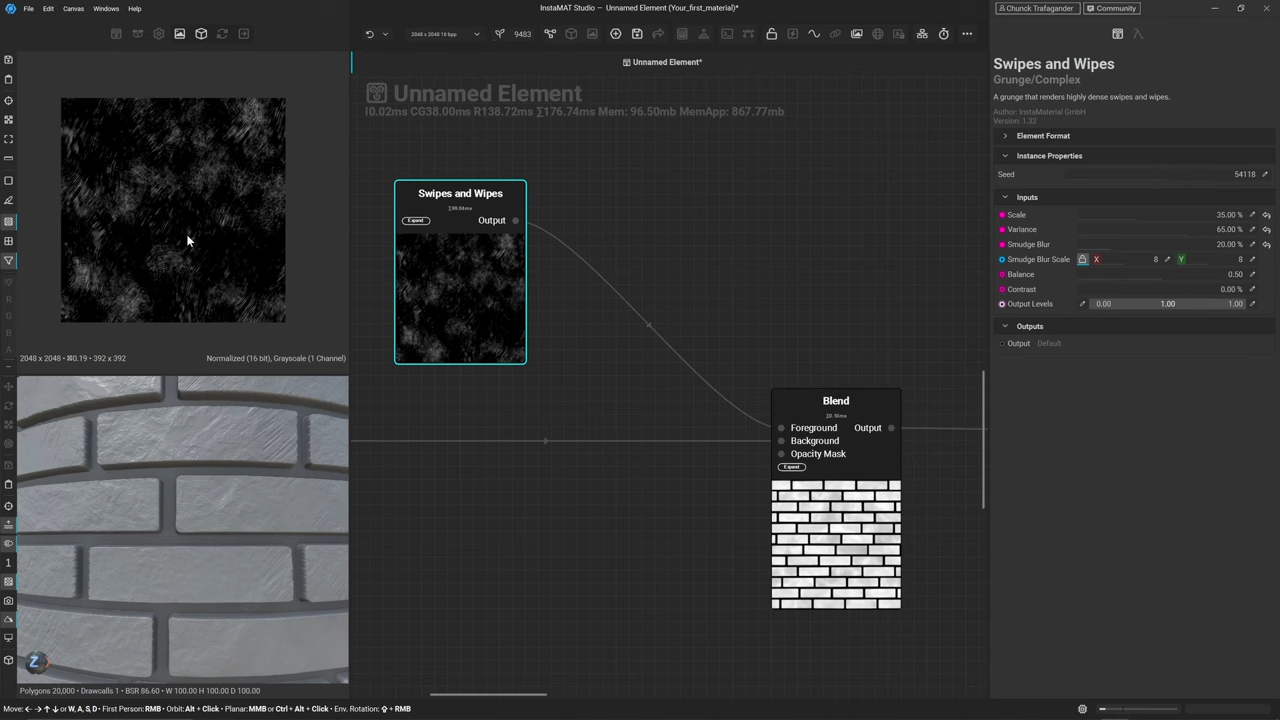 File Edit Canvas Windows Help
InstaMAT Studio – Unnamed Element (Your_first_material)*
Chunck Trafagander
Community
2048 x 2048 16 bpp
9483
Unnamed Element*
Unnamed Element
I0.02ms CG38.00ms R138.72ms ∑176.74ms Mem: 96.50mb MemApp: 867.77mb
Swipes and Wipes
Expand
Output
Blend
Foreground
Output
Background
Opacity Mask
Expand
R
G
B
A
2048 x 2048 • ⌘0.19 • 392 x 392
Normalized (16 bit), Grayscale (1 Channel)
1
Z
Polygons 20,000 • Drawcalls 1 • BSR 86.60 • W 100.00 H 100.00 D 100.00
Swipes and Wipes
Grunge/Complex
A grunge that renders highly dense swipes and wipes.
Author: InstaMaterial GmbH
Version: 1.32
Element Format
Instance Properties
Seed 54118
Inputs
Scale 35.00 %
Variance 65.00 %
Smudge Blur 20.00 %
Smudge Blur Scale X 8 Y 8
Balance 0.50
Contrast 0.00 %
Output Levels 0.00 1.00 1.00
Outputs
Output Default
Move: ← → ↑ ↓ or W, A, S, D • First Person: RMB • Orbit: Alt + Click • Planar: MMB or Ctrl + Alt + Click • Env. Rotation: ⇧ + RMB